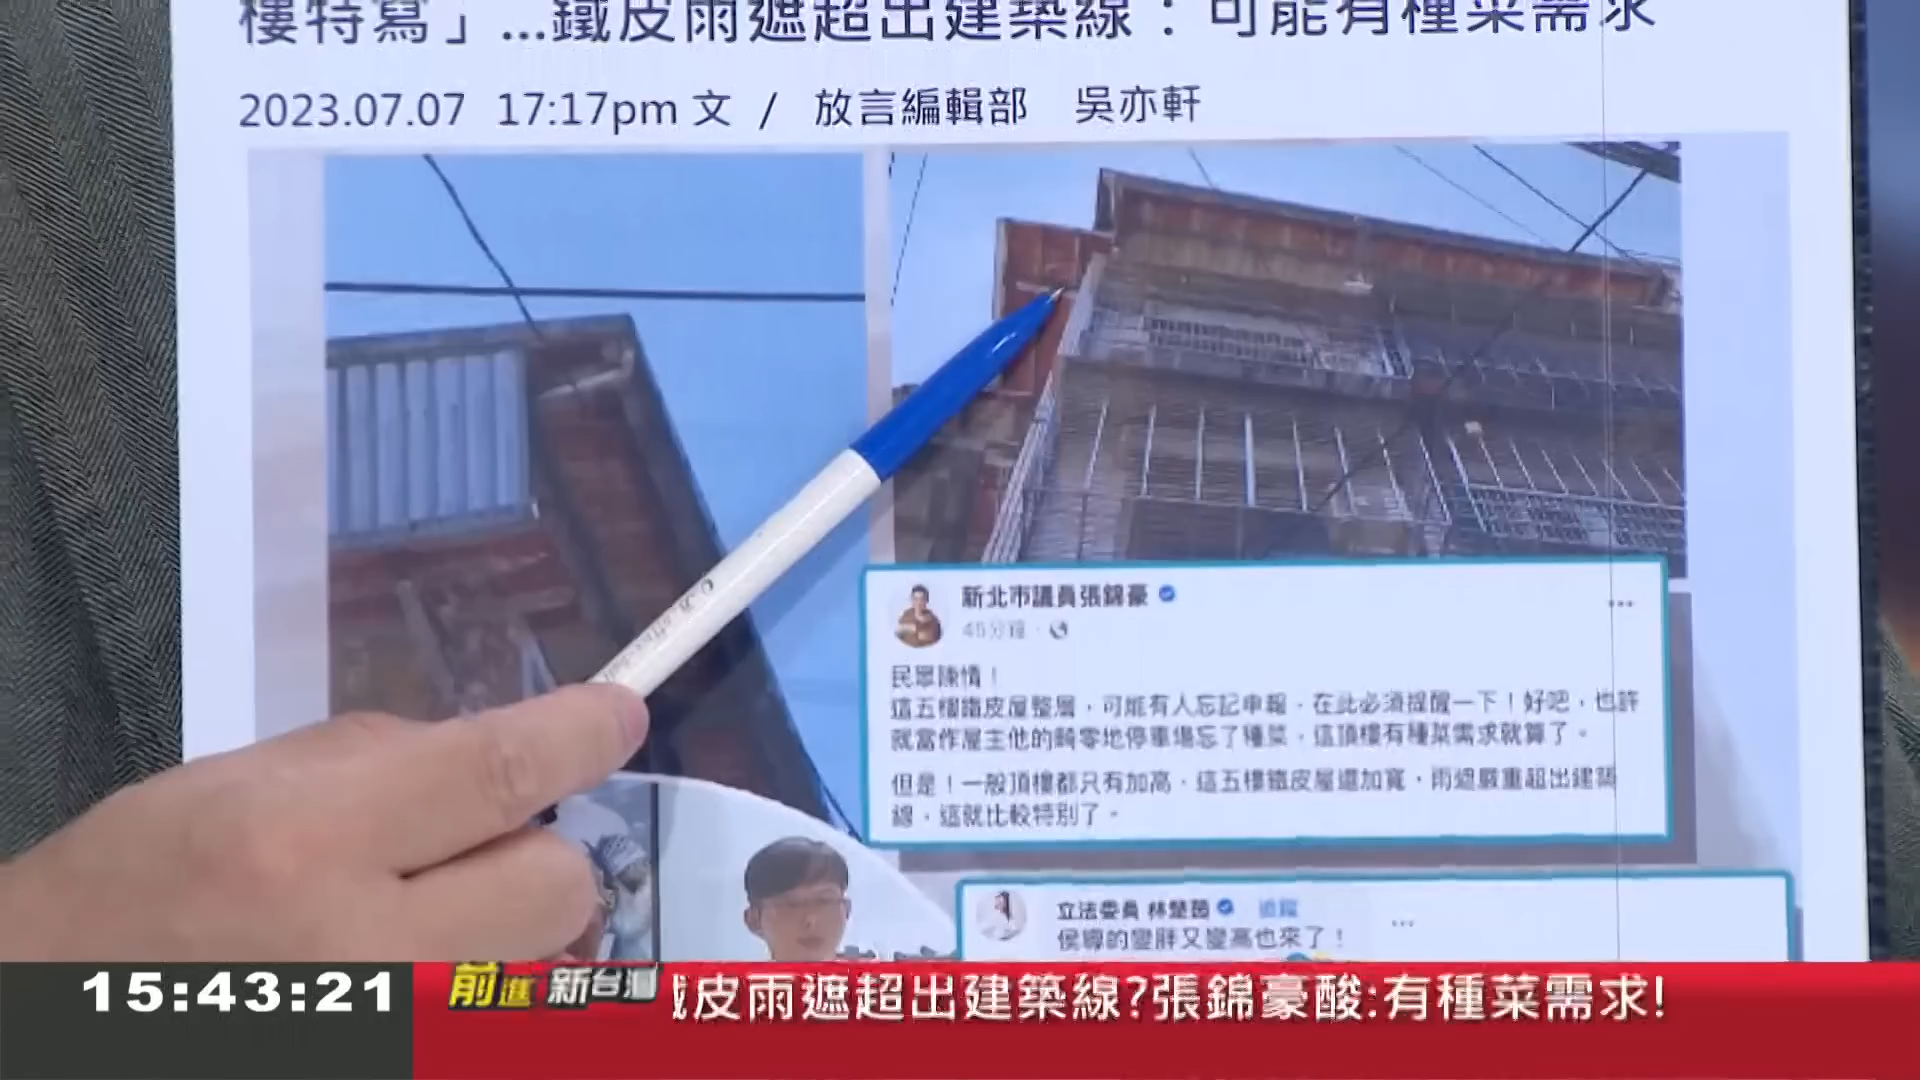 樓特寫」...鐵皮雨遮超出建築線：可能有種菜需求
2023.07.07 17:17pm 文 / 放言編輯部 吳亦軒
新北市議員張錦豪
45分鐘
民眾陳情！
這五樓鐵皮屋整層，可能有人忘記申報，在此必須提醒一下！好吧，也許
就當作屋主他的畸零地停車場忘了種菜，這頂樓有種菜需求就算了。
但是！一般頂樓都只有加高，這五樓鐵皮屋還加寬，雨遮嚴重超出建築
線，這就比較特別了。
立法委員 林楚茵 追蹤
侯導的變胖又變高也來了！
15:43:21
前進新台灣
皮雨遮超出建築線?張錦豪酸:有種菜需求!